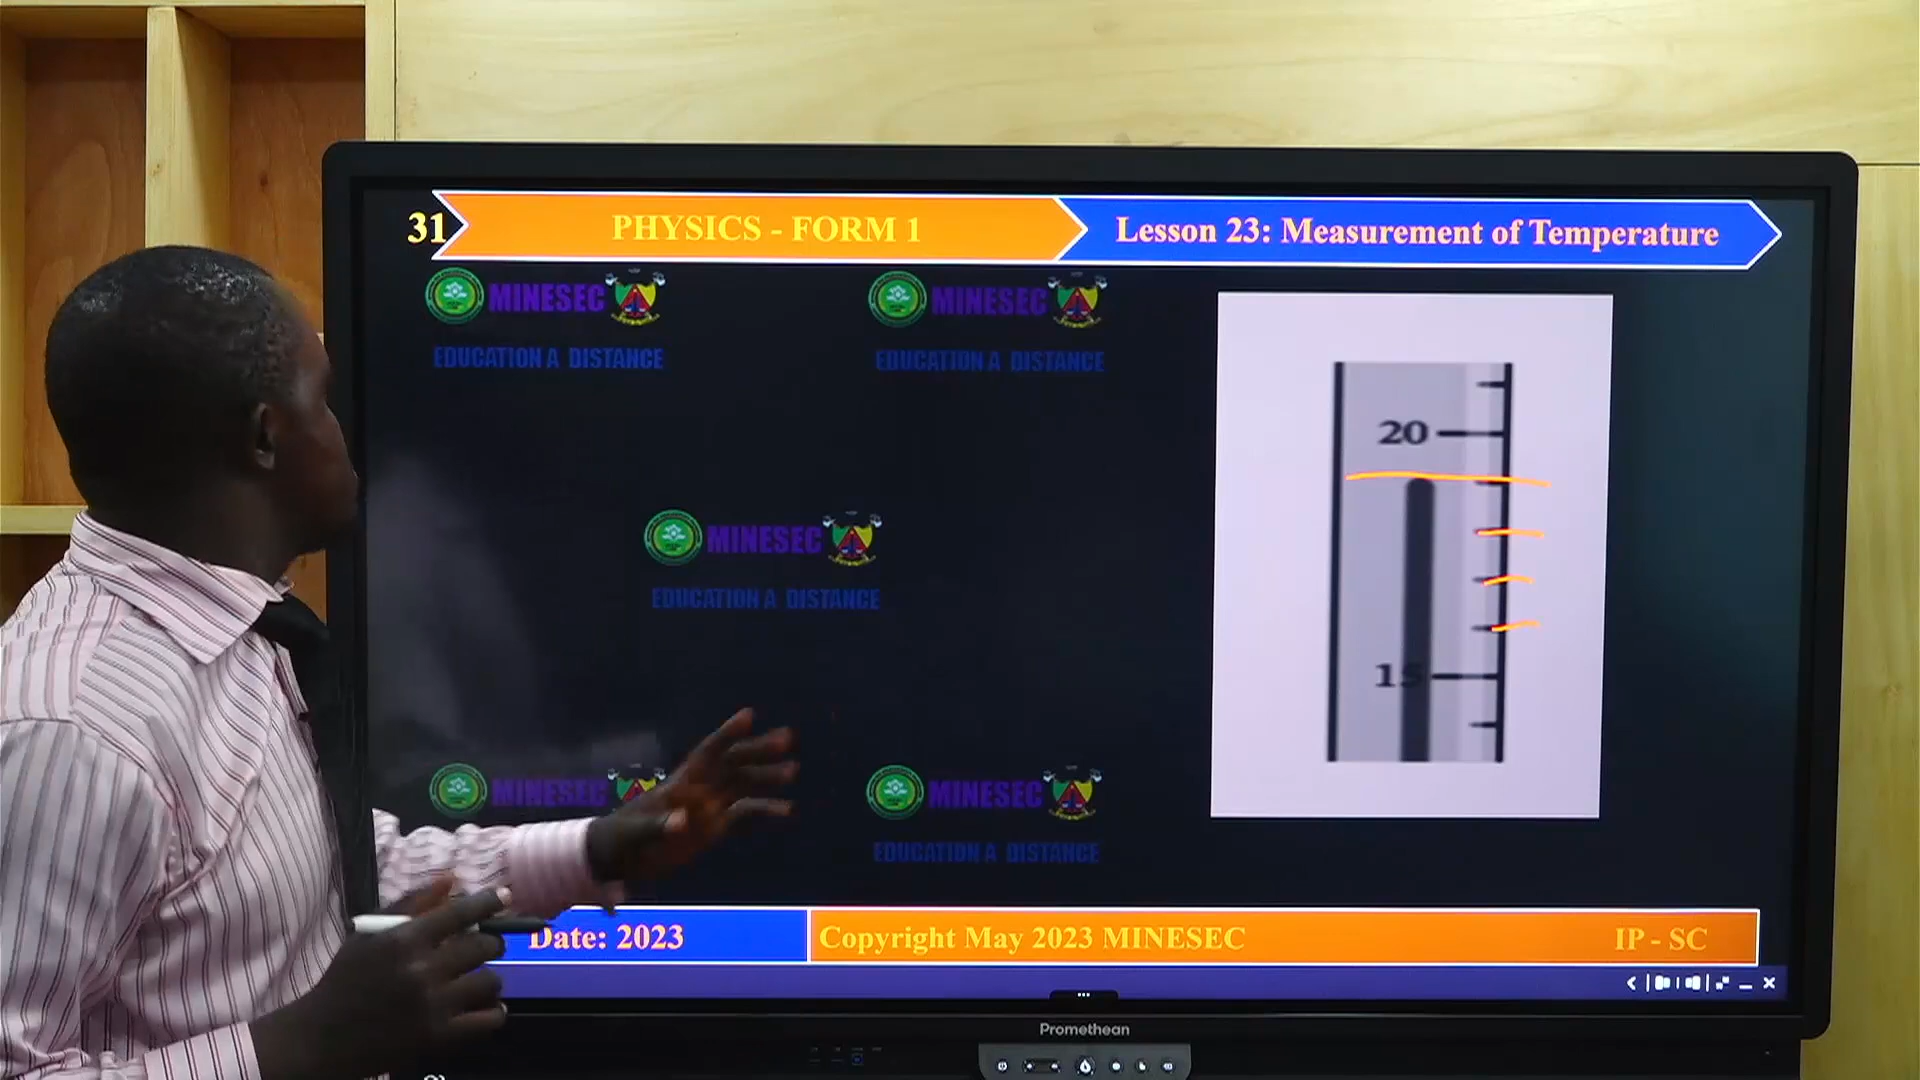 31
PHYSICS - FORM 1
Lesson 23: Measurement of Temperature
MINESEC
EDUCATION A DISTANCE
MINESEC
EDUCATION A DISTANCE
20
MINESEC
EDUCATION A DISTANCE
15
MINESEC
MINESEC
EDUCATION A DISTANCE
Date: 2023
Copyright May 2023 MINESEC
IP - SC
Promethean